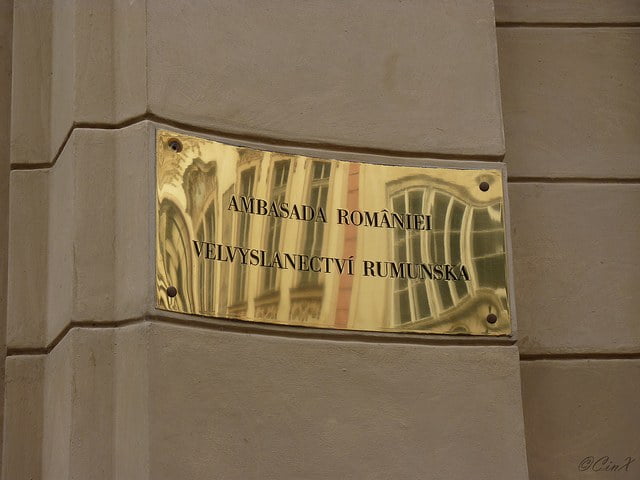 AMBASADA ROMÂNIEI
VELVYSLANECTVÍ RUMUNSKA
©CinX